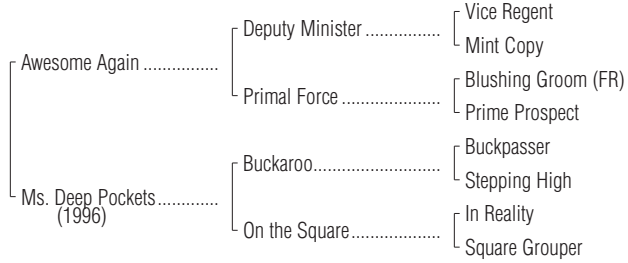 Vice Regent
Deputy Minister ..................
Mint Copy
Awesome Again ...............
Blushing Groom (FR)
Primal Force .......................
Prime Prospect
Buckpasser
Buckaroo.............................
Stepping High
Ms. Deep Pockets.............
(1996)
In Reality
On the Square.....................
Square Grouper